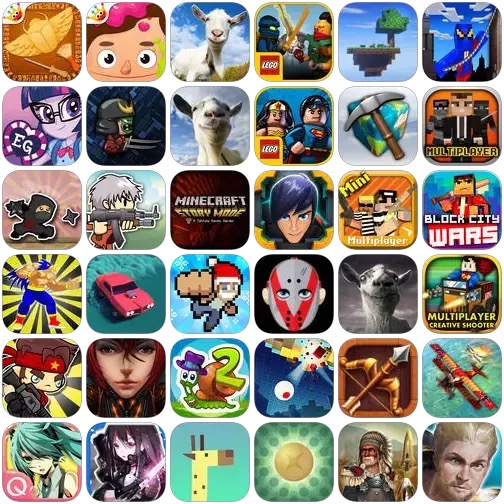 LEGO
EG
LEGO
MULTIPLAYER
MINECRAFT
STORY MODE
A Telltale Games Series
Mini
Multiplayer
BLOCK CITY
WARS
MULTIPLAYER
CREATIVE SHOOTER
2
Q